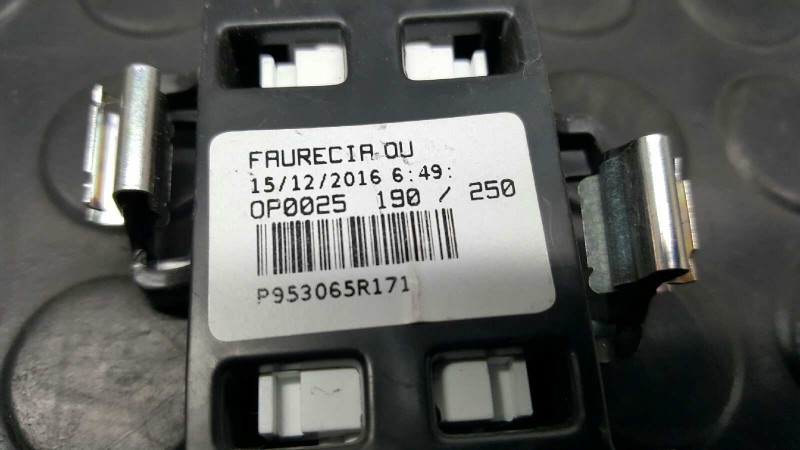 FAURECIA OU
15/12/2016 6:49:
OP0025 190 / 250
P953065R171